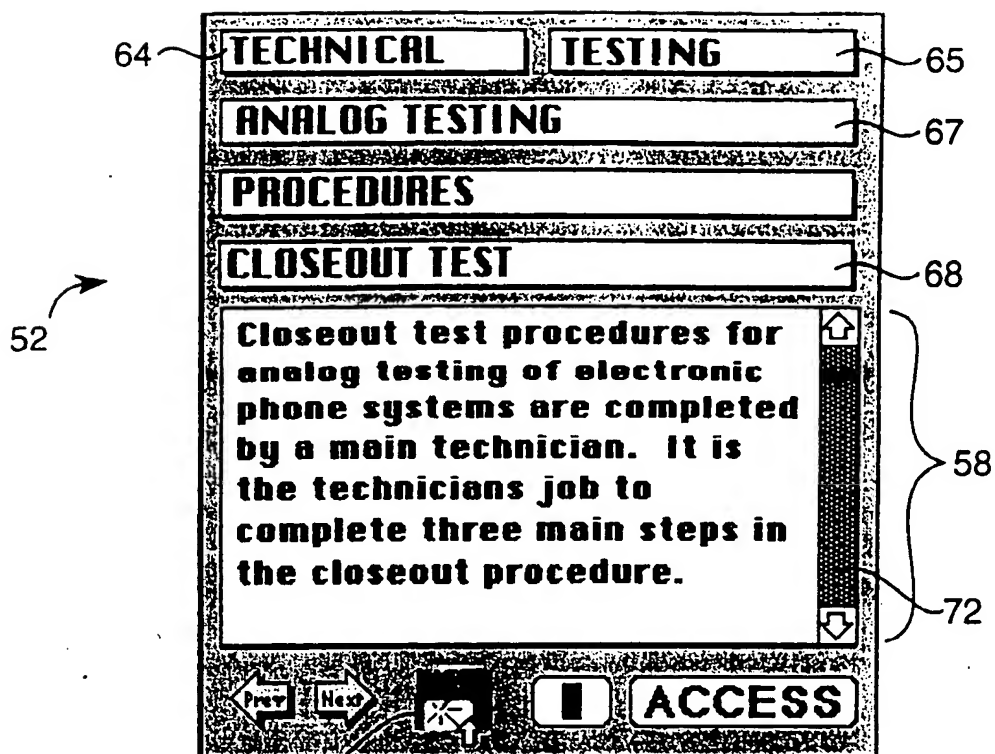 64 TECHNICAL TESTING 65
ANALOG TESTING 67
PROCEDURES
CLOSEOUT TEST 68
52
Closeout test procedures for
analog testing of electronic
phone systems are completed
by a main technician. It is
the technicians job to
complete three main steps in
the closeout procedure.
58
72
Prev Next ACCESS